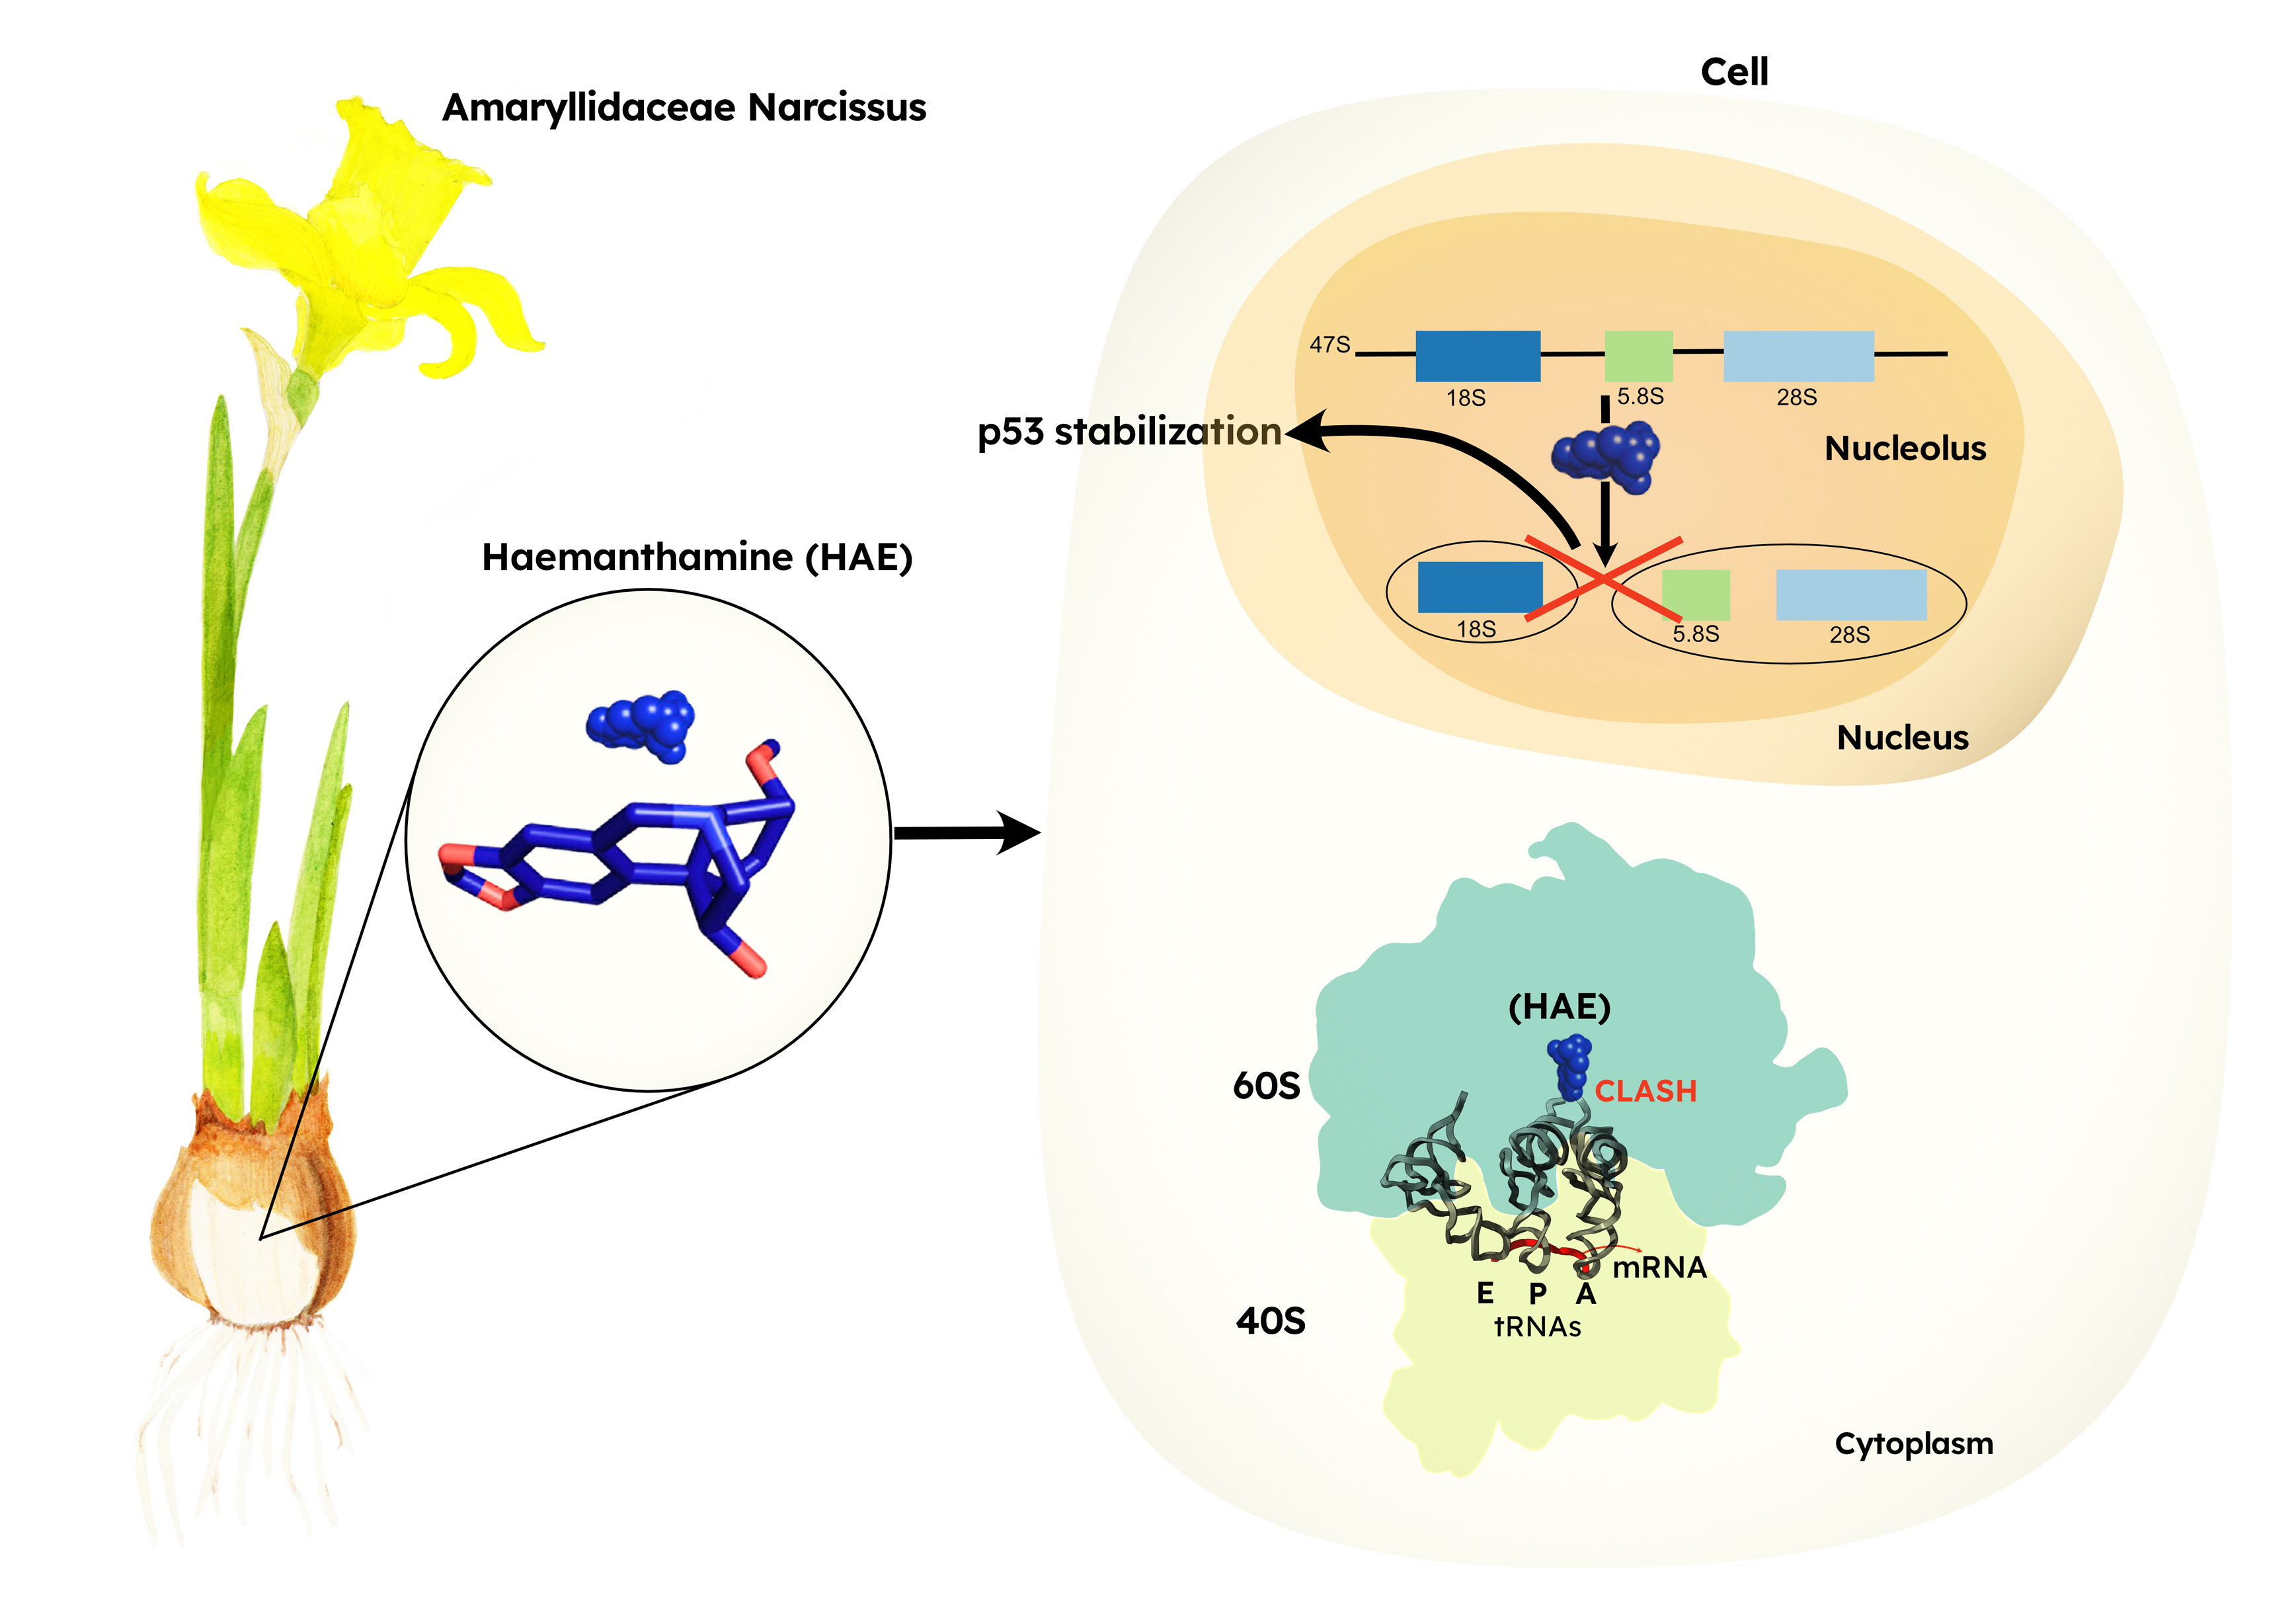 Amaryllidaceae Narcissus
Haemanthamine (HAE)
Cell
47S
18S
5.8S
28S
p53 stabilization
Nucleolus
18S
5.8S
28S
Nucleus
(HAE)
60S
CLASH
mRNA
E P A
tRNAs
40S
Cytoplasm